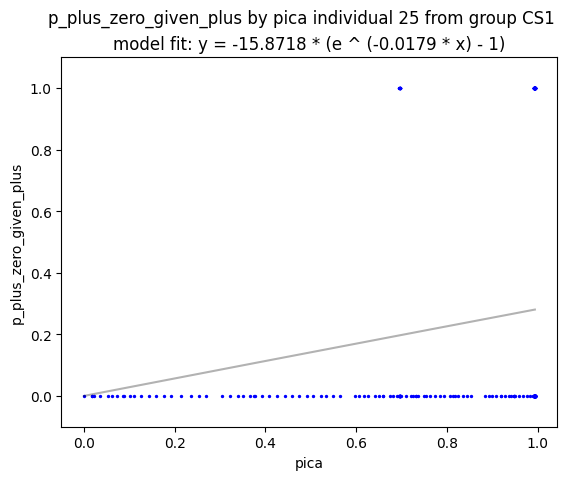 p_plus_zero_given_plus by pica individual 25 from group CS1
model fit: y = -15.8718 * (e ^ (-0.0179 * x) - 1)
1.0
0.8
0.6
0.4
0.2
0.0
p_plus_zero_given_plus
0.0 0.2 0.4 0.6 0.8 1.0
pica